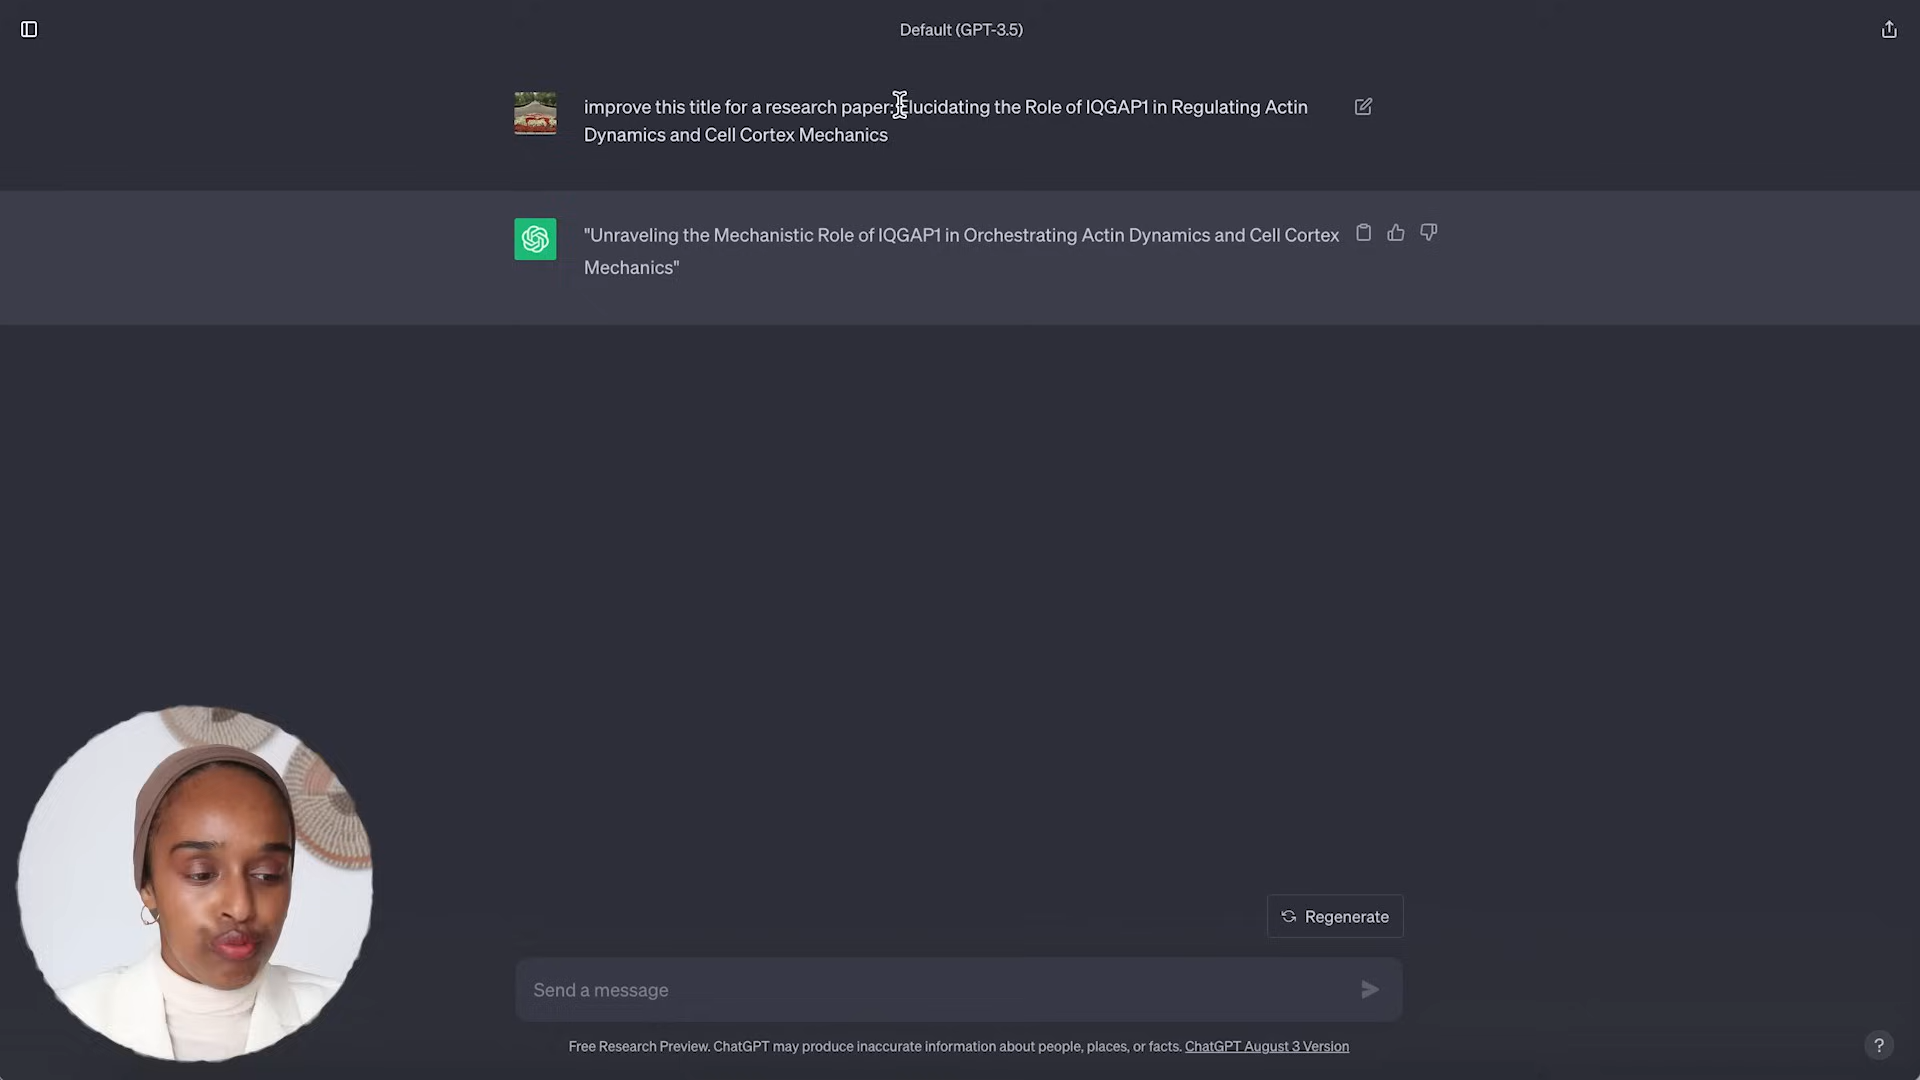 Default (GPT-3.5)
improve this title for a research paper: Elucidating the Role of IQGAP1 in Regulating Actin
Dynamics and Cell Cortex Mechanics
"Unraveling the Mechanistic Role of IQGAP1 in Orchestrating Actin Dynamics and Cell Cortex
Mechanics"
Regenerate
Send a message
Free Research Preview. ChatGPT may produce inaccurate information about people, places, or facts. ChatGPT August 3 Version
?